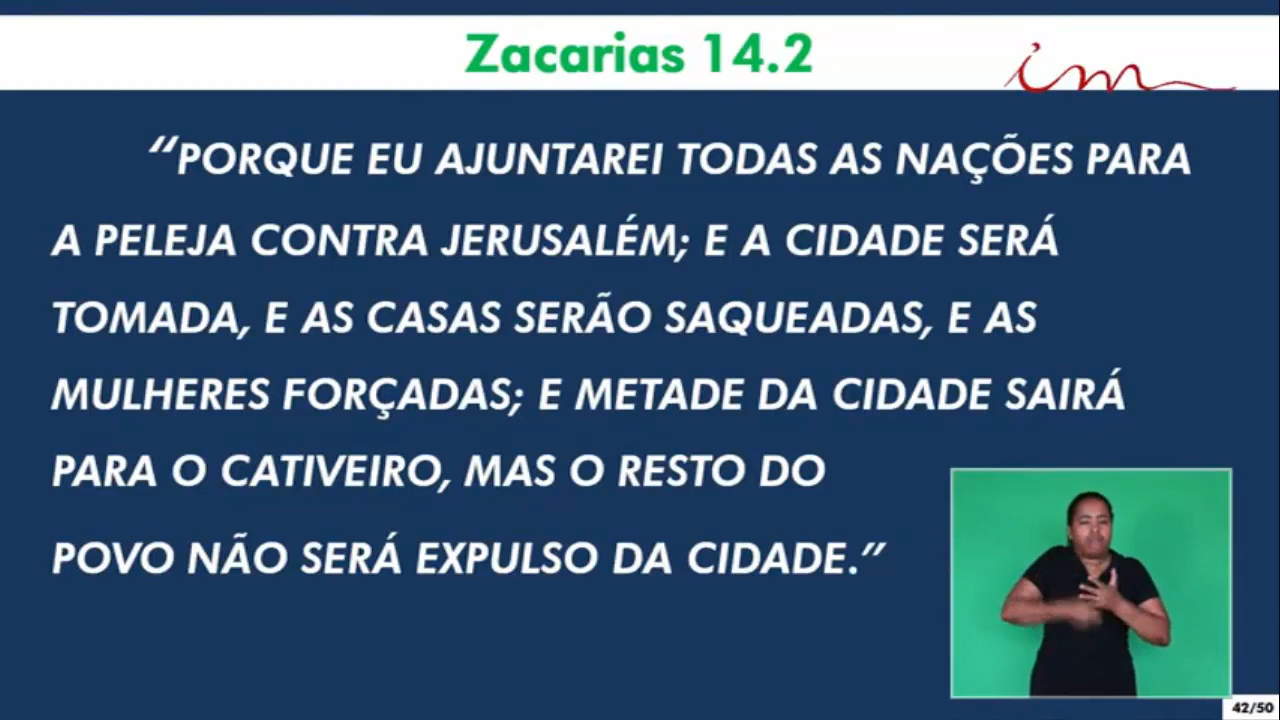 Zacarias 14.2
im
“PORQUE EU AJUNTAREI TODAS AS NAÇÕES PARA
A PELEJA CONTRA JERUSALÉM; E A CIDADE SERÁ
TOMADA, E AS CASAS SERÃO SAQUEADAS, E AS
MULHERES FORÇADAS; E METADE DA CIDADE SAIRÁ
PARA O CATIVEIRO, MAS O RESTO DO
POVO NÃO SERÁ EXPULSO DA CIDADE.”
42/50